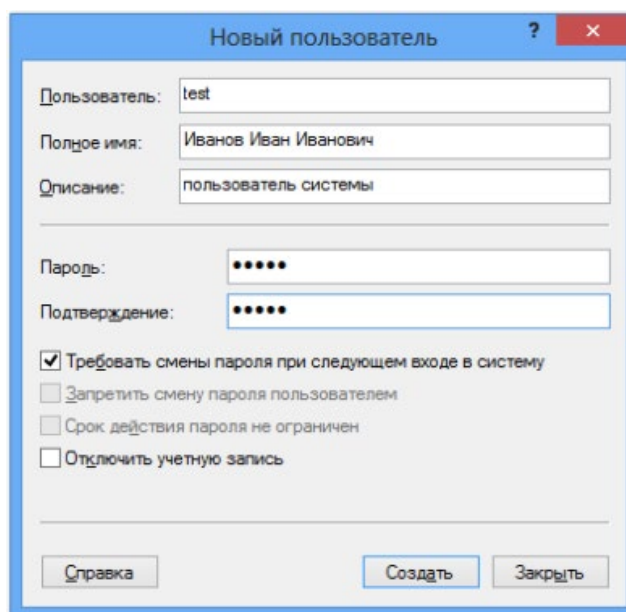 Новый пользователь ?
Пользователь: test
Полное имя: Иванов Иван Иванович
Описание: пользователь системы
Пароль: •••••
Подтверждение: •••••
Требовать смены пароля при следующем входе в систему
Запретить смену пароля пользователем
Срок действия пароля не ограничен
Отключить учетную запись
Справка Создать Закрыть